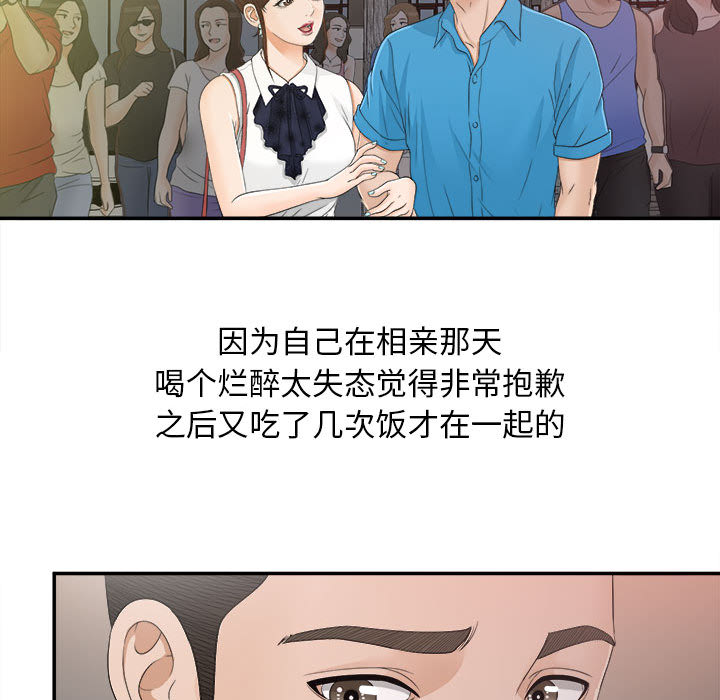 因为自己在相亲那天
喝个烂醉太失态觉得非常抱歉
之后又吃了几次饭才在一起的